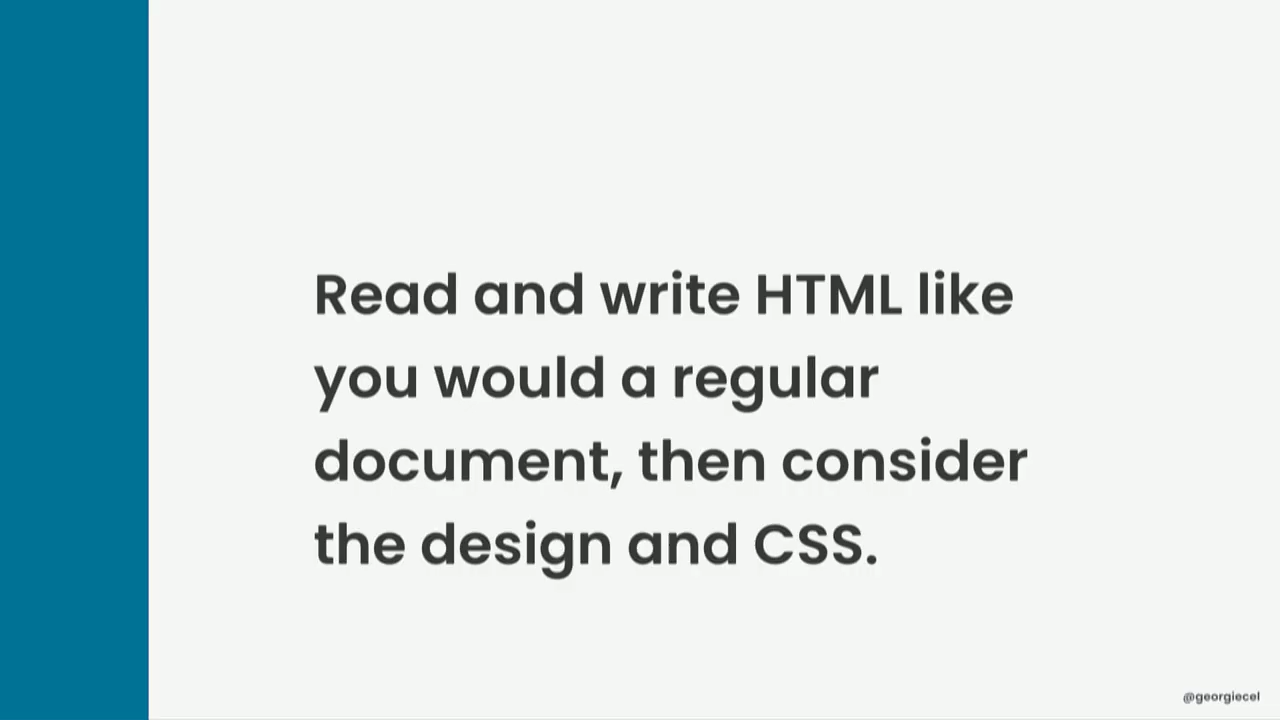 Read and write HTML like
you would a regular
document, then consider
the design and CSS.
@georgiecel